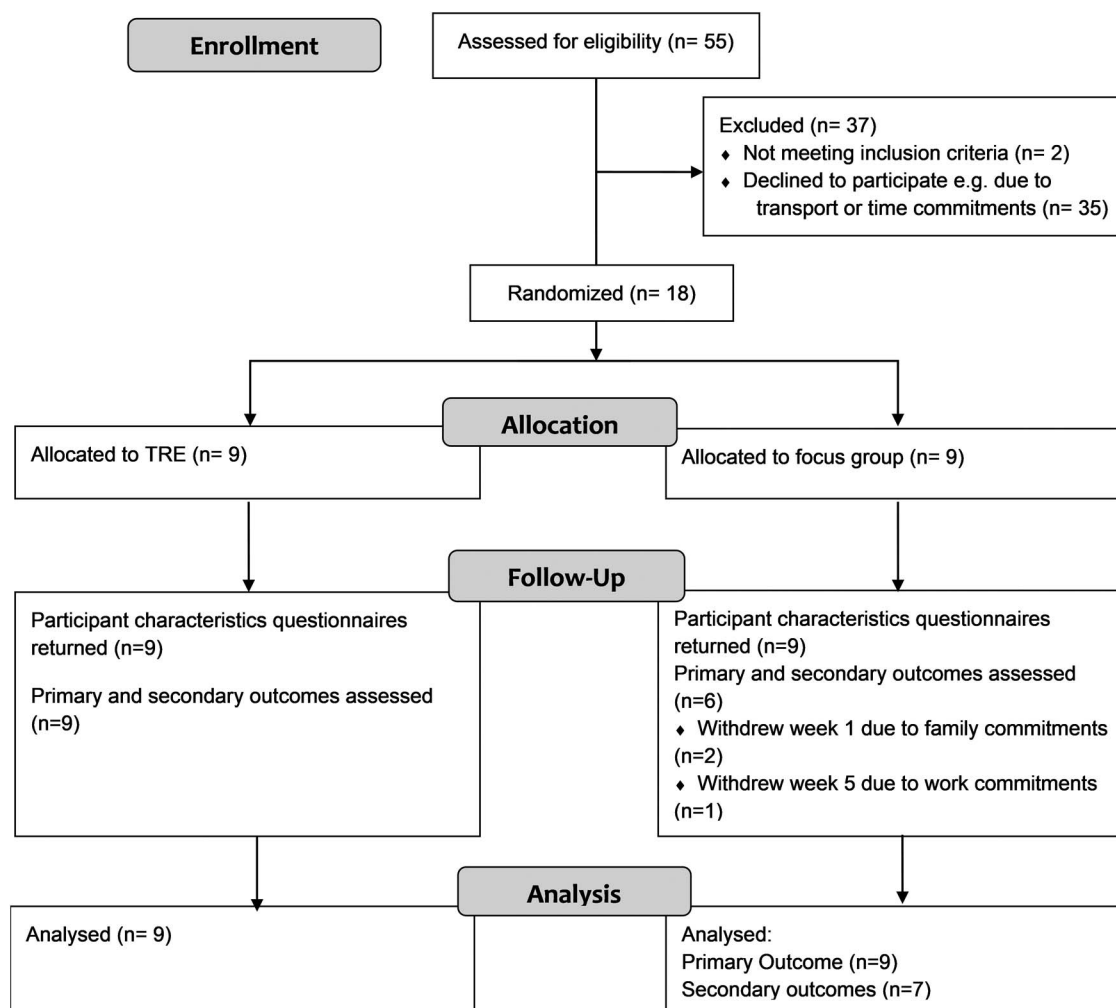 Enrollment
Assessed for eligibility (n= 55)
Excluded (n= 37)
♦ Not meeting inclusion criteria (n= 2)
♦ Declined to participate e.g. due to
transport or time commitments (n= 35)
Randomized (n= 18)
Allocation
Allocated to TRE (n= 9)
Allocated to focus group (n= 9)
Follow-Up
Participant characteristics questionnaires
returned (n=9)
Primary and secondary outcomes assessed
(n=9)
Participant characteristics questionnaires
returned (n=9)
Primary and secondary outcomes assessed
(n=6)
♦ Withdrew week 1 due to family commitments
(n=2)
♦ Withdrew week 5 due to work commitments
(n=1)
Analysis
Analysed (n= 9)
Analysed:
Primary Outcome (n=9)
Secondary outcomes (n=7)